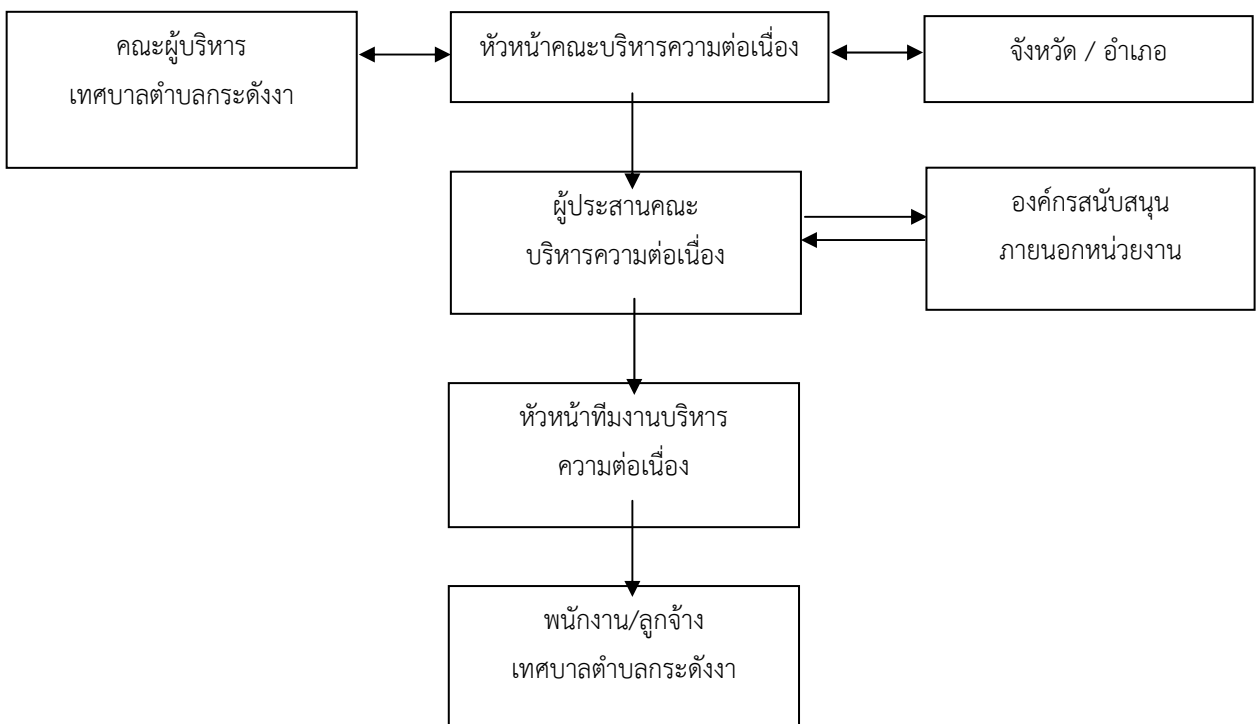 คณะผู้บริหาร
เทศบาลตำบลกระดังงา
หัวหน้าคณะบริหารความต่อเนื่อง
จังหวัด / อำเภอ
ผู้ประสานคณะ
บริหารความต่อเนื่อง
องค์กรสนับสนุน
ภายนอกหน่วยงาน
หัวหน้าทีมงานบริหาร
ความต่อเนื่อง
พนักงาน/ลูกจ้าง
เทศบาลตำบลกระดังงา